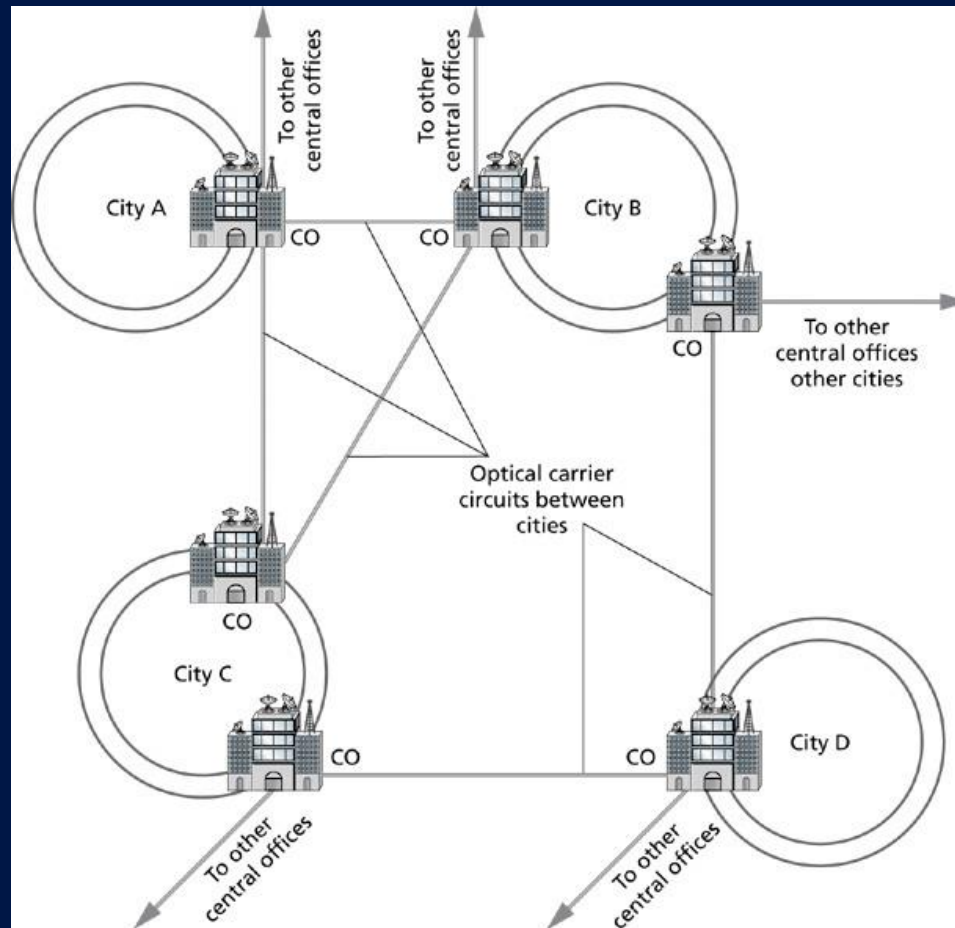 To other
central offices
To other
central offices
City A
City B
CO
CO
CO
To other
central offices
other cities
Optical carrier
circuits between
cities
CO
City C
CO
CO
City D
To other
central offices
To other
central offices